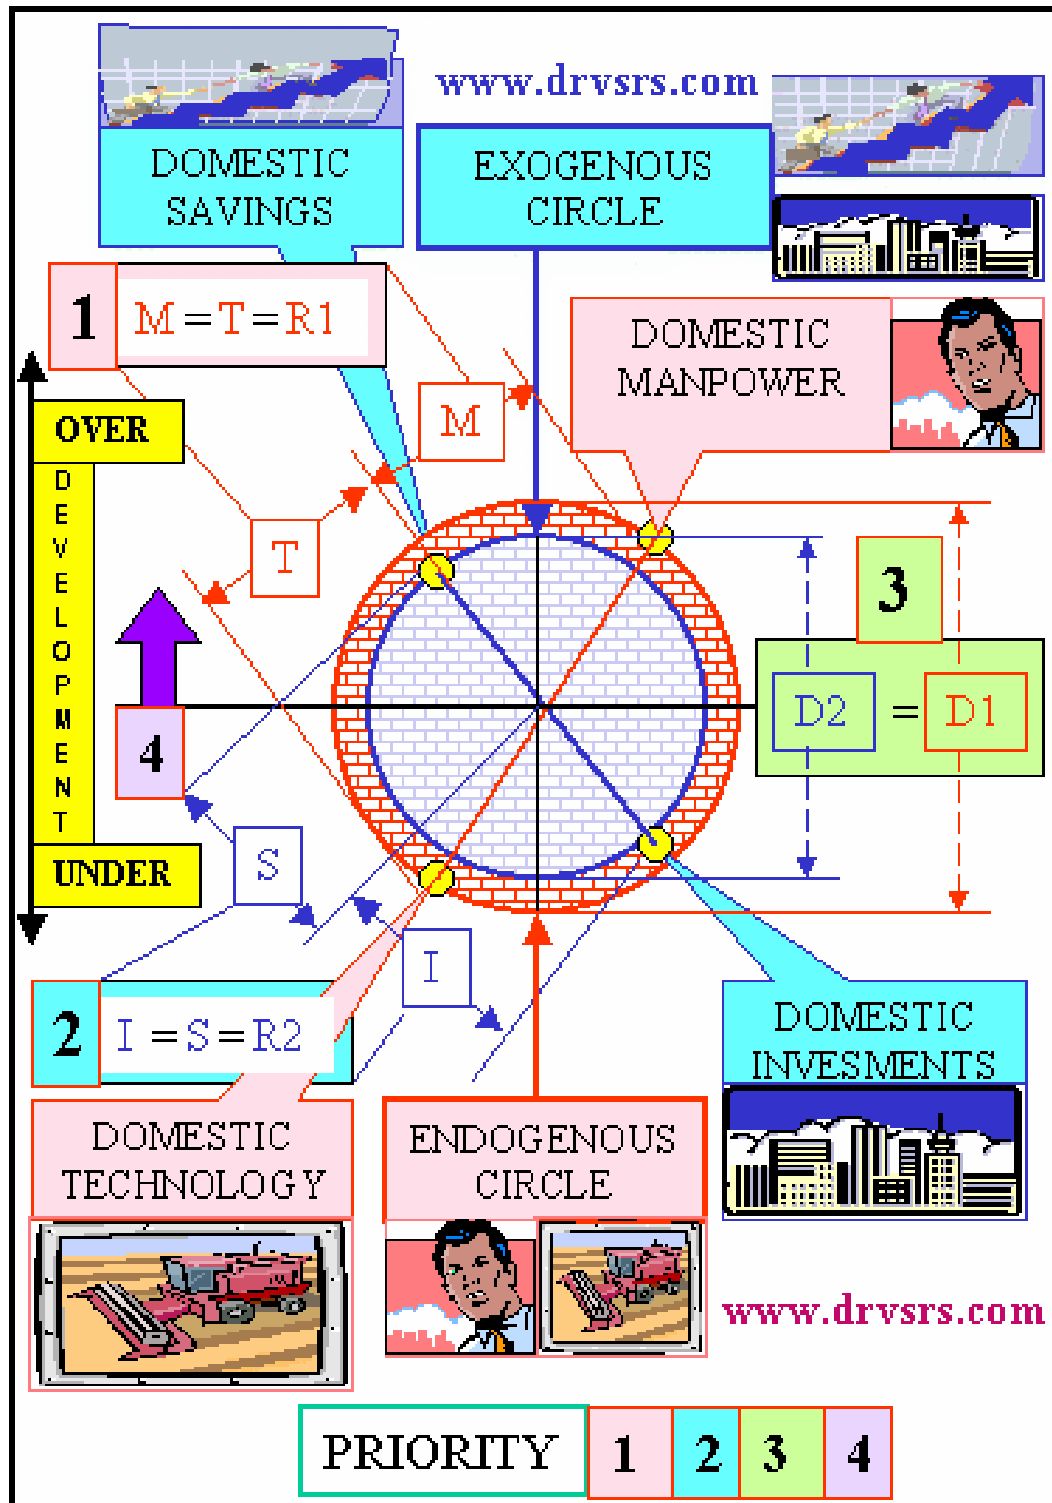 www.drvsrs.com
DOMESTIC
SAVINGS
EXOGENOUS
CIRCLE
1
M = T = R1
DOMESTIC
MANPOWER
M
OVER
DEVELOPMENT
UNDER
T
3
D2 = D1
4
S
I
2
I = S = R2
DOMESTIC
INVESMENTS
DOMESTIC
TECHNOLOGY
ENDOGENOUS
CIRCLE
www.drvsrs.com
PRIORITY 1 2 3 4